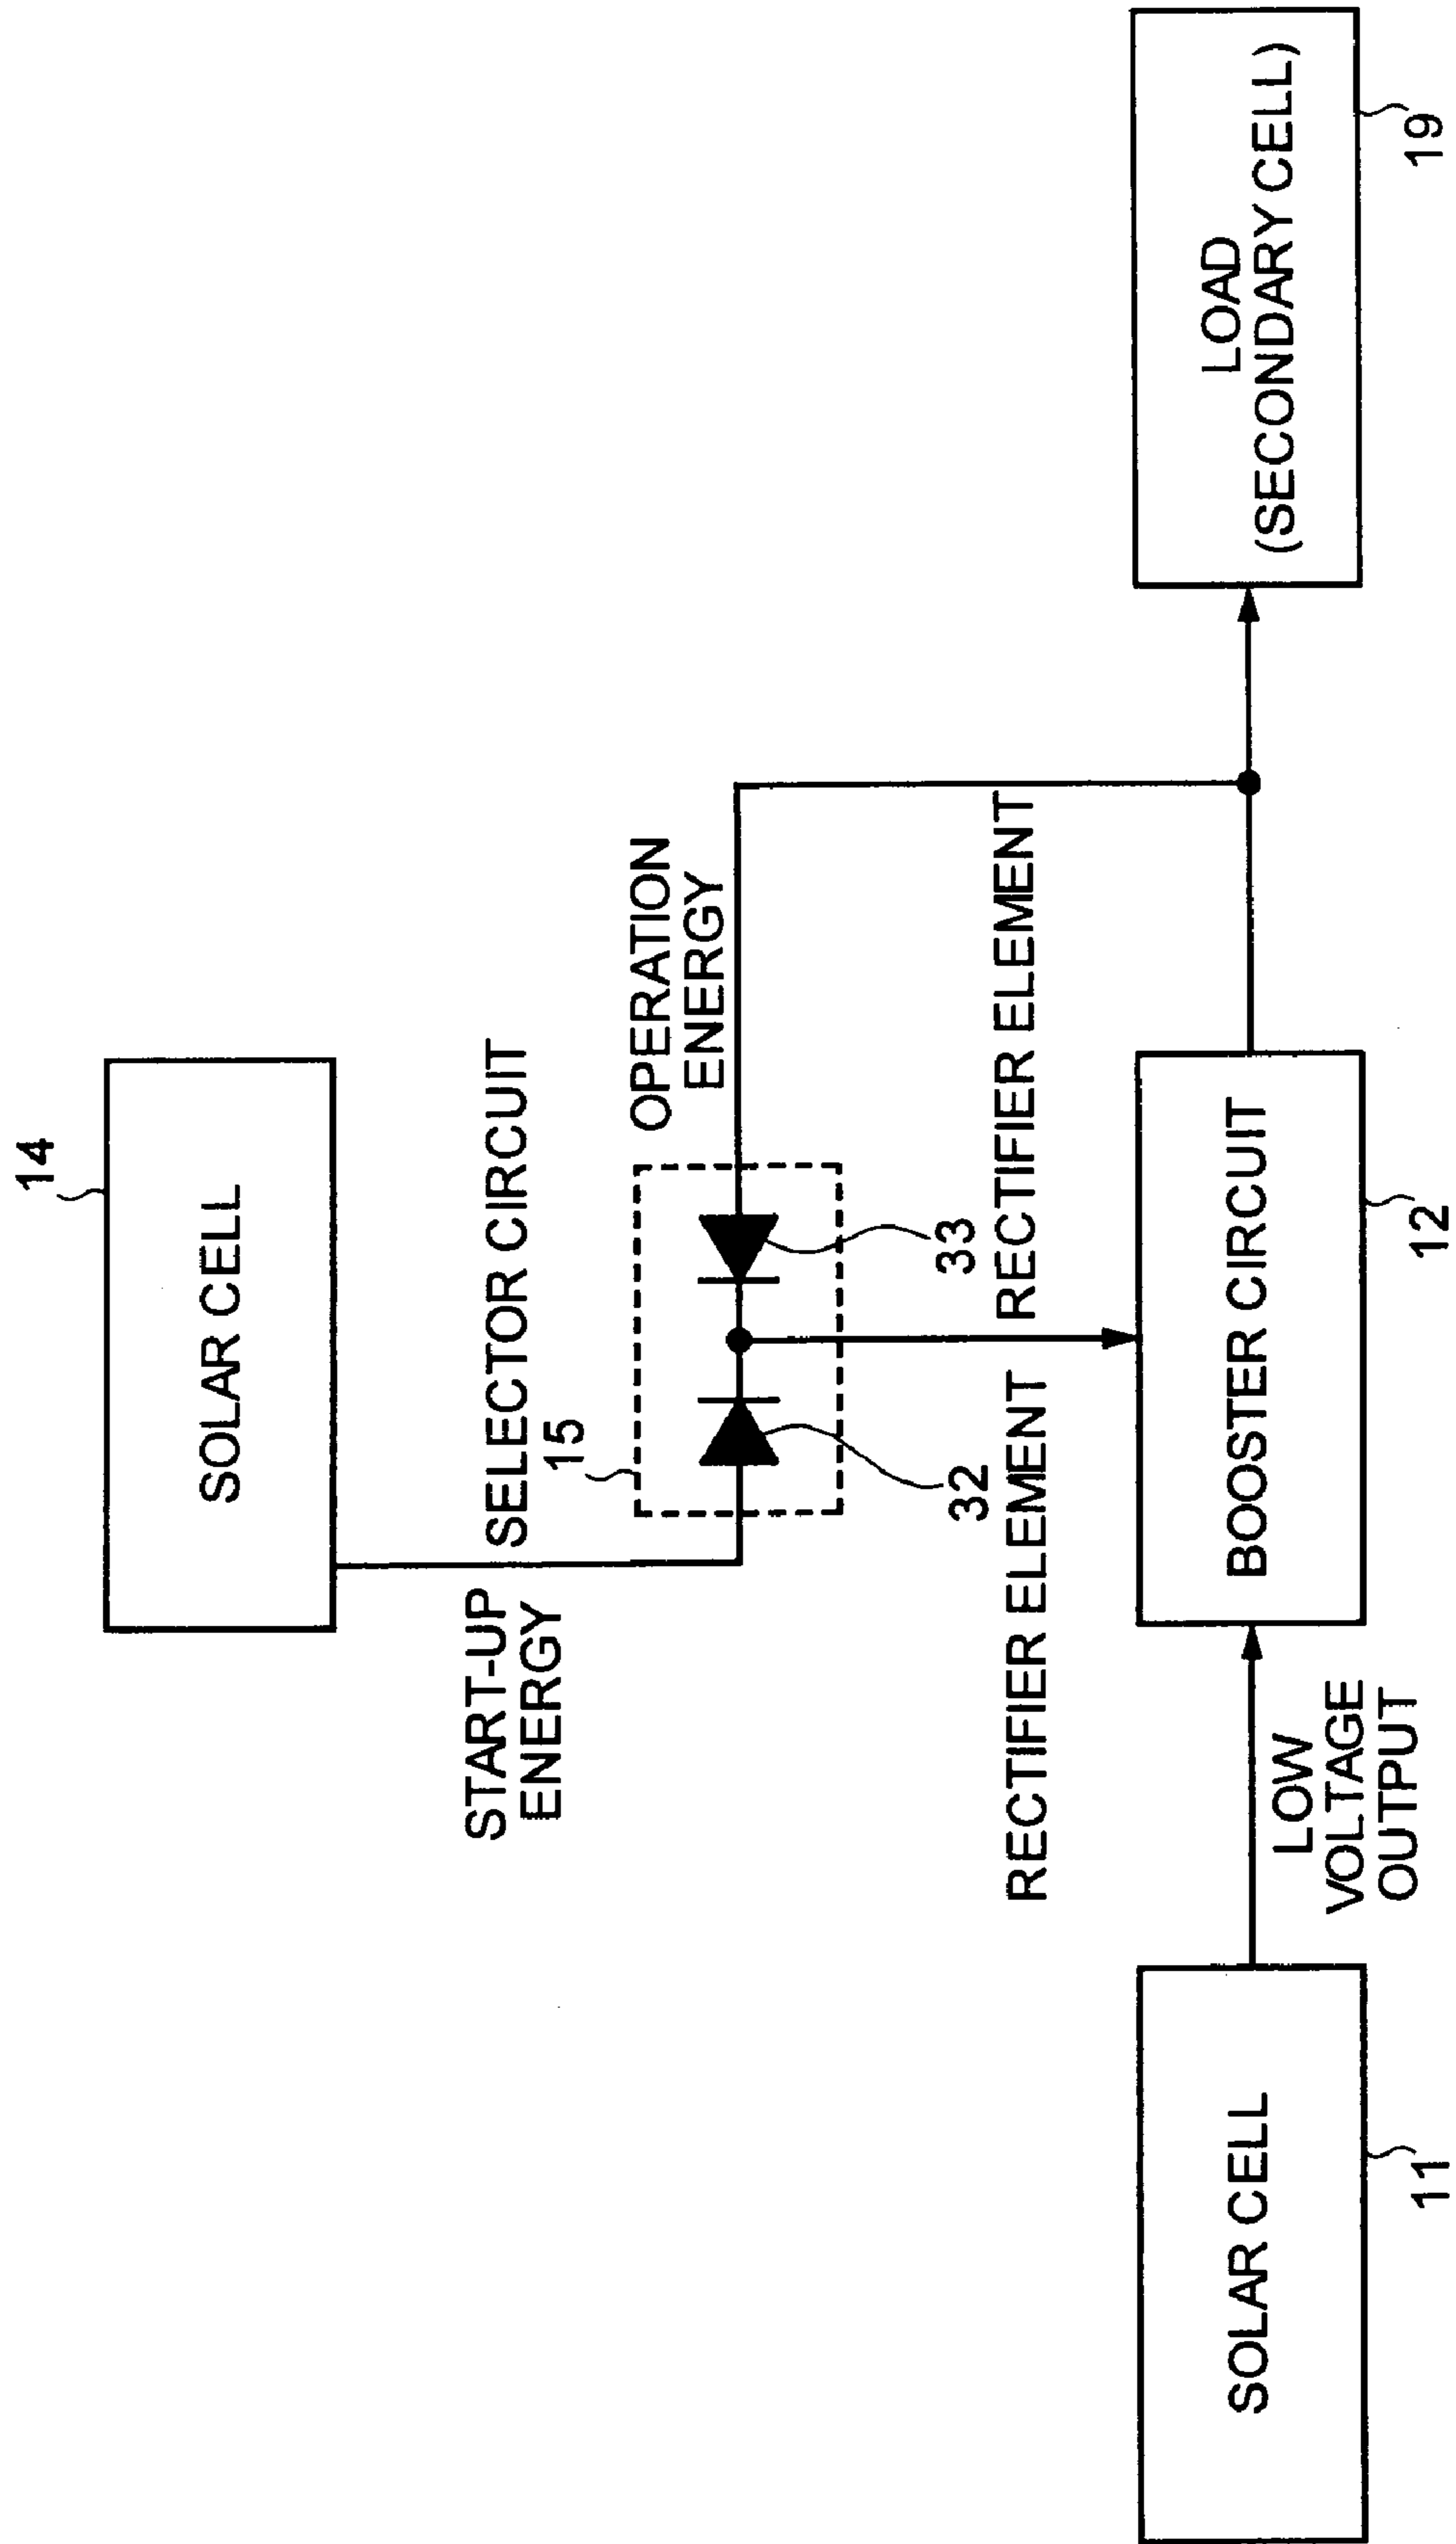 14
SOLAR CELL
START-UP
ENERGY
SELECTOR CIRCUIT
15
OPERATION
ENERGY
32
33
RECTIFIER ELEMENT
RECTIFIER ELEMENT
SOLAR CELL
11
LOW
VOLTAGE
OUTPUT
BOOSTER CIRCUIT
12
LOAD
(SECONDARY CELL)
19